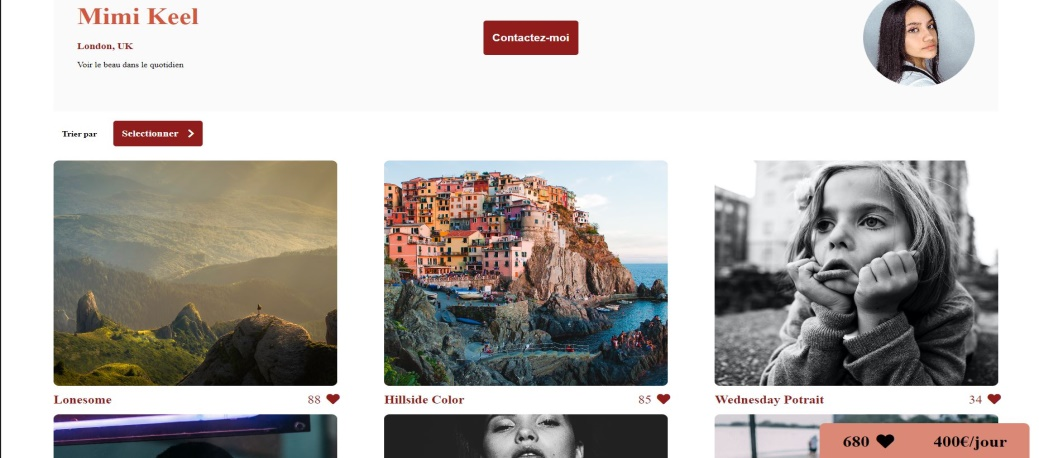 Mimi Keel
London, UK
Voir le beau dans le quotidien
Contactez-moi
Trier par
Selectionner
Lonesome 88
Hillside Color 85
Wednesday Potrait 34
680 400€/jour